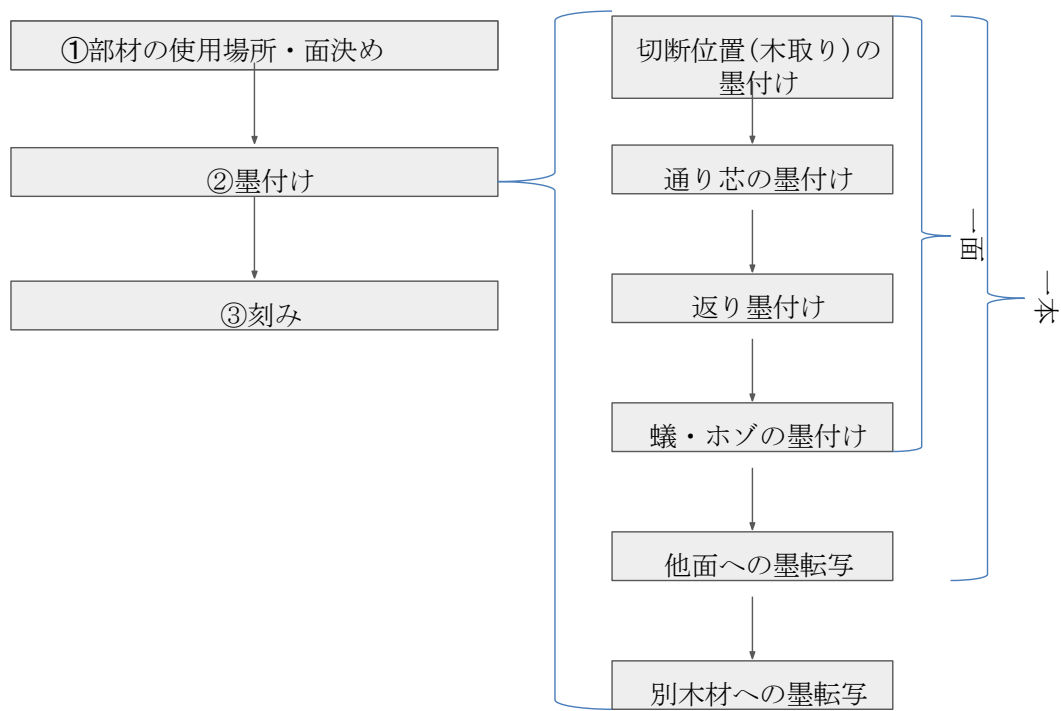 ①部材の使用場所・面決め
②墨付け
③刻み
切断位置(木取り)の
墨付け
通り芯の墨付け
返り墨付け
蟻・ホゾの墨付け
他面への墨転写
別木材への墨転写
一面
一本